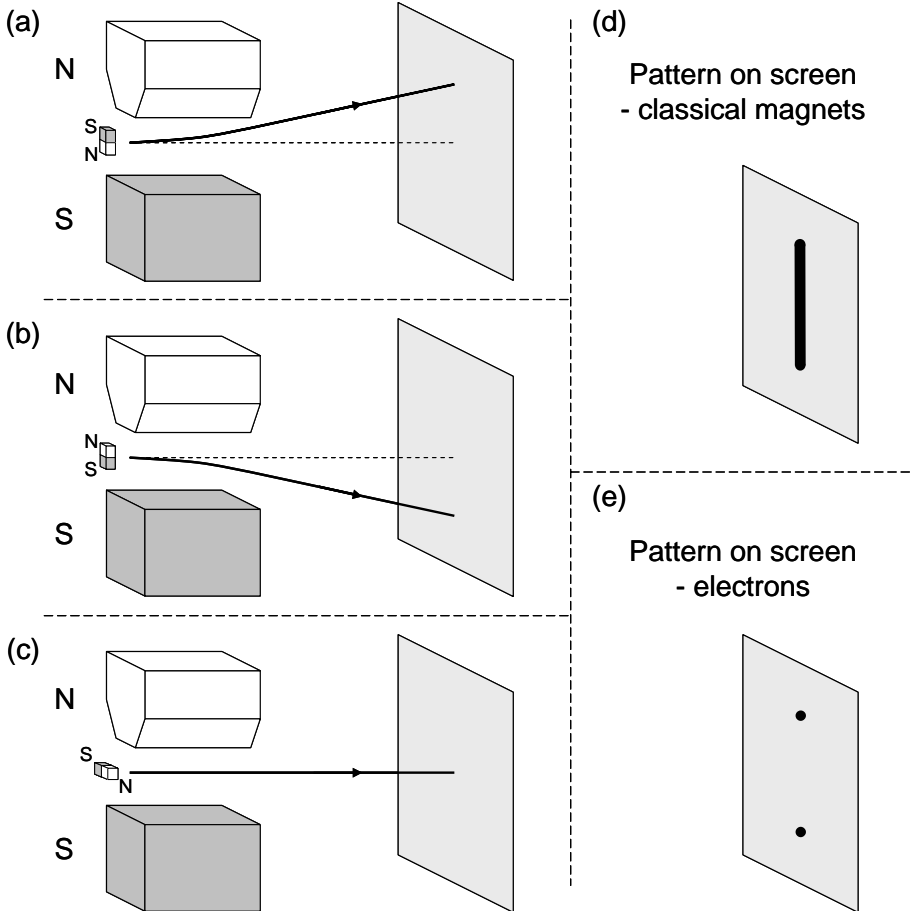 (a)
N
S
N
S
(b)
N
N
S
S
(c)
N
S
N
S
(d)
Pattern on screen
- classical magnets
(e)
Pattern on screen
- electrons